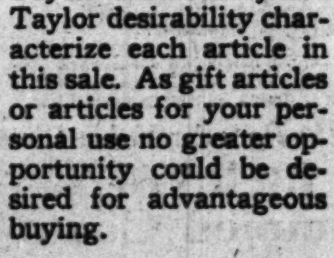 Taylor desirability char-
acterize each article in
this sale. As gift articles
or articles for your per-
sonal use no greater op-
portunity could be de-
sired for advantageous
buying.